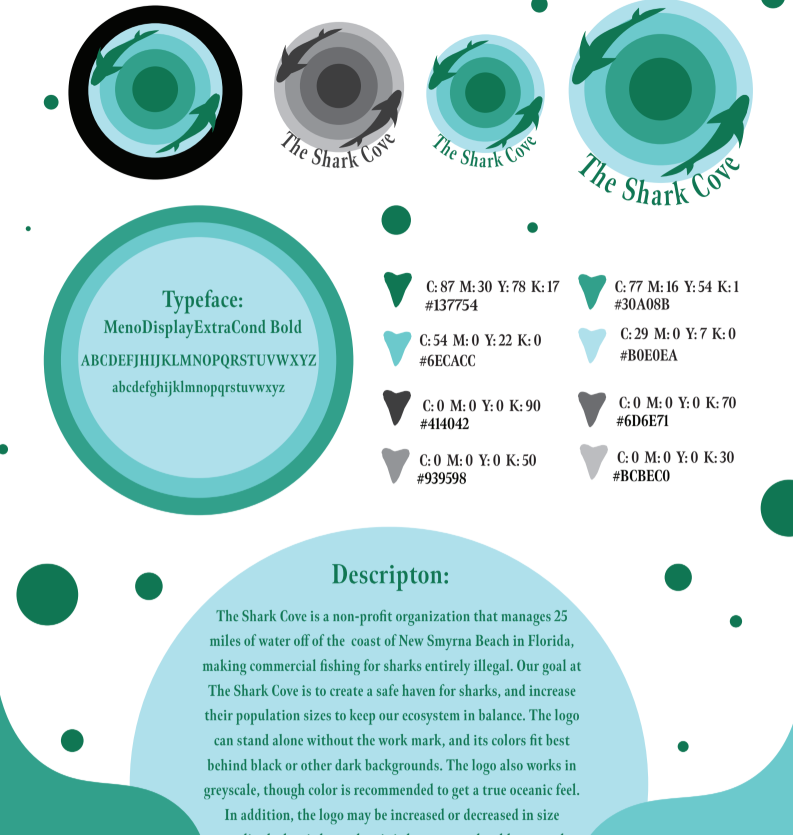 The Shark Cove
The Shark Cove
The Shark Cove
Typeface:
MenoDisplayExtraCond Bold
ABCDEFJHIJKLMNOPQRSTUVWXYZ
abcdefghijklmnopqrstuvwxyz
C: 87 M: 30 Y: 78 K: 17
#137754
C: 77 M: 16 Y: 54 K: 1
#30A08B
C: 54 M: 0 Y: 22 K: 0
#6ECACC
C: 29 M: 0 Y: 7 K: 0
#B0E0EA
C: 0 M: 0 Y: 0 K: 90
#414042
C: 0 M: 0 Y: 0 K: 70
#6D6E71
C: 0 M: 0 Y: 0 K: 50
#939598
C: 0 M: 0 Y: 0 K: 30
#BCBEC0
Descripton:
The Shark Cove is a non-profit organization that manages 25
miles of water off of the coast of New Smyrna Beach in Florida,
making commercial fishing for sharks entirely illegal. Our goal at
The Shark Cove is to create a safe haven for sharks, and increase
their population sizes to keep our ecosystem in balance. The logo
can stand alone without the work mark, and its colors fit best
behind black or other dark backgrounds. The logo also works in
greyscale, though color is recommended to get a true oceanic feel.
In addition, the logo may be increased or decreased in size